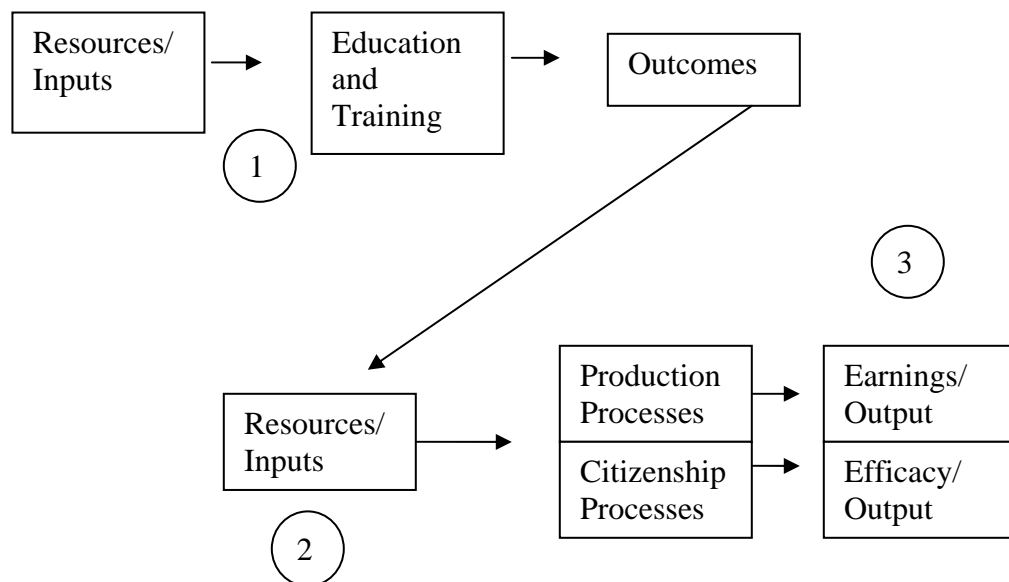 Resources/
Inputs
Education
and
Training
Outcomes
1
3
Resources/
Inputs
Production
Processes
Earnings/
Output
Citizenship
Processes
Efficacy/
Output
2